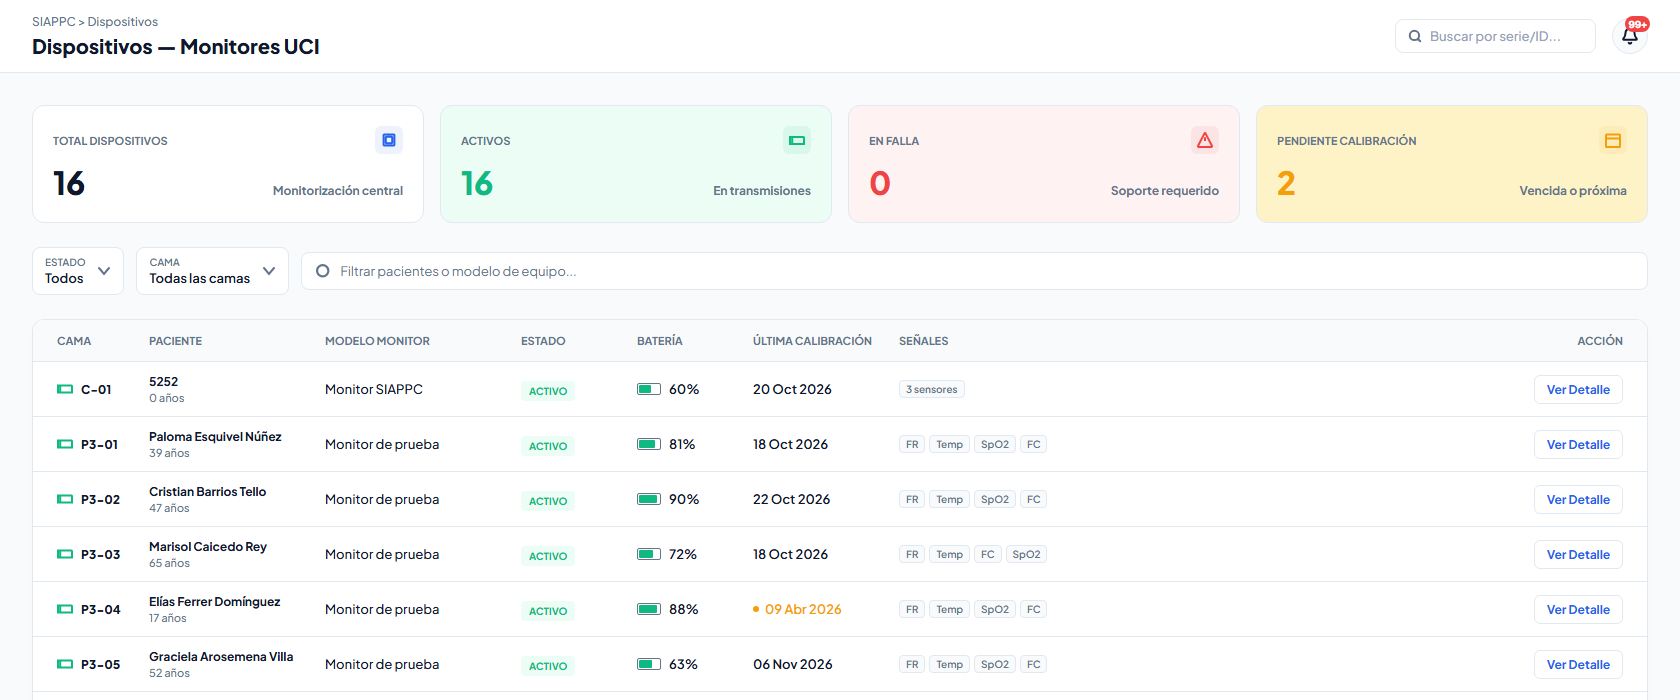 SIAPPC > Dispositivos
Dispositivos — Monitores UCI
Buscar por serie/ID...
99+
TOTAL DISPOSITIVOS
16
Monitorización central
ACTIVOS
16
En transmisiones
EN FALLA
0
Soporte requerido
PENDIENTE CALIBRACIÓN
2
Vencida o próxima
ESTADO
Todos
CAMA
Todas las camas
Filtrar pacientes o modelo de equipo...
CAMA PACIENTE MODELO MONITOR ESTADO BATERÍA ÚLTIMA CALIBRACIÓN SEÑALES ACCIÓN
C-01 5252 Monitor SIAPPC ACTIVO 60% 20 Oct 2026 3 sensores Ver Detalle
0 años
P3-01 Paloma Esquivel Núñez Monitor de prueba ACTIVO 81% 18 Oct 2026 FR Temp SpO2 FC Ver Detalle
39 años
P3-02 Cristian Barrios Tello Monitor de prueba ACTIVO 90% 22 Oct 2026 FR Temp SpO2 FC Ver Detalle
47 años
P3-03 Marisol Caicedo Rey Monitor de prueba ACTIVO 72% 18 Oct 2026 FR Temp FC SpO2 Ver Detalle
65 años
P3-04 Elías Ferrer Domínguez Monitor de prueba ACTIVO 88% 09 Abr 2026 FR Temp SpO2 FC Ver Detalle
17 años
P3-05 Graciela Arosemena Villa Monitor de prueba ACTIVO 63% 06 Nov 2026 FR Temp SpO2 FC Ver Detalle
52 años